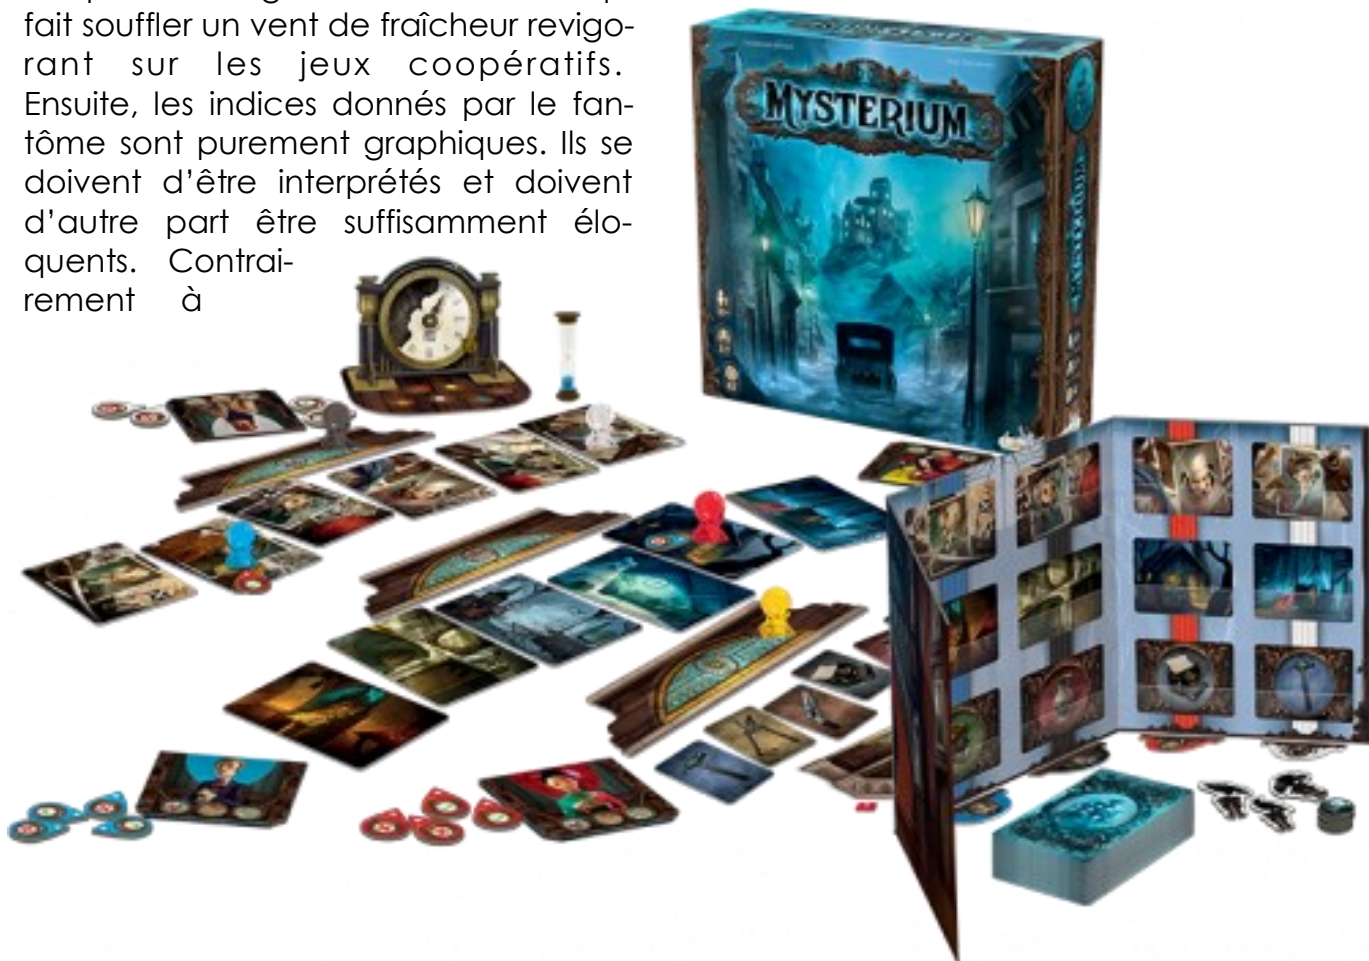 fait souffler un vent de fraîcheur revigo-
rant sur les jeux coopératifs.
Ensuite, les indices donnés par le fan-
tôme sont purement graphiques. Ils se
doivent d'être interprétés et doivent
d'autre part être suffisamment élo-
quents. Contrai-
rement à
MYSTERIUM
MYSTERIUM